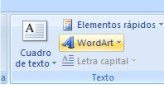 A
Elementos rápidos
Cuadro
de texto
WordArt
Letra capital
a
Texto